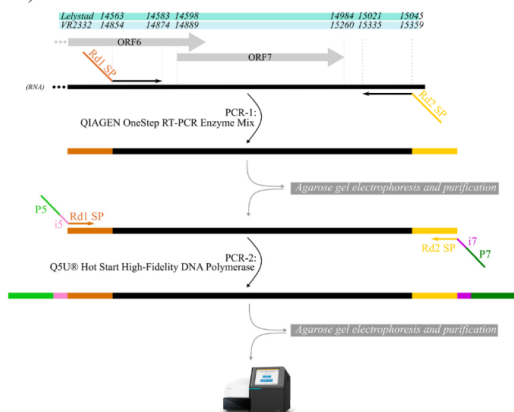 Lelystad 14563 14583 14598 14984 15021 15045
VR2332 14854 14874 14889 15260 15335 15359
ORF6
ORF7
Rd1 SP
(RNA)
Rd2 SP
PCR-1:
QIAGEN OneStep RT-PCR Enzyme Mix
Agarose gel electrophoresis and purification
P5
i5
Rd1 SP
Rd2 SP
i7
P7
PCR-2:
Q5U® Hot Start High-Fidelity DNA Polymerase
Agarose gel electrophoresis and purification